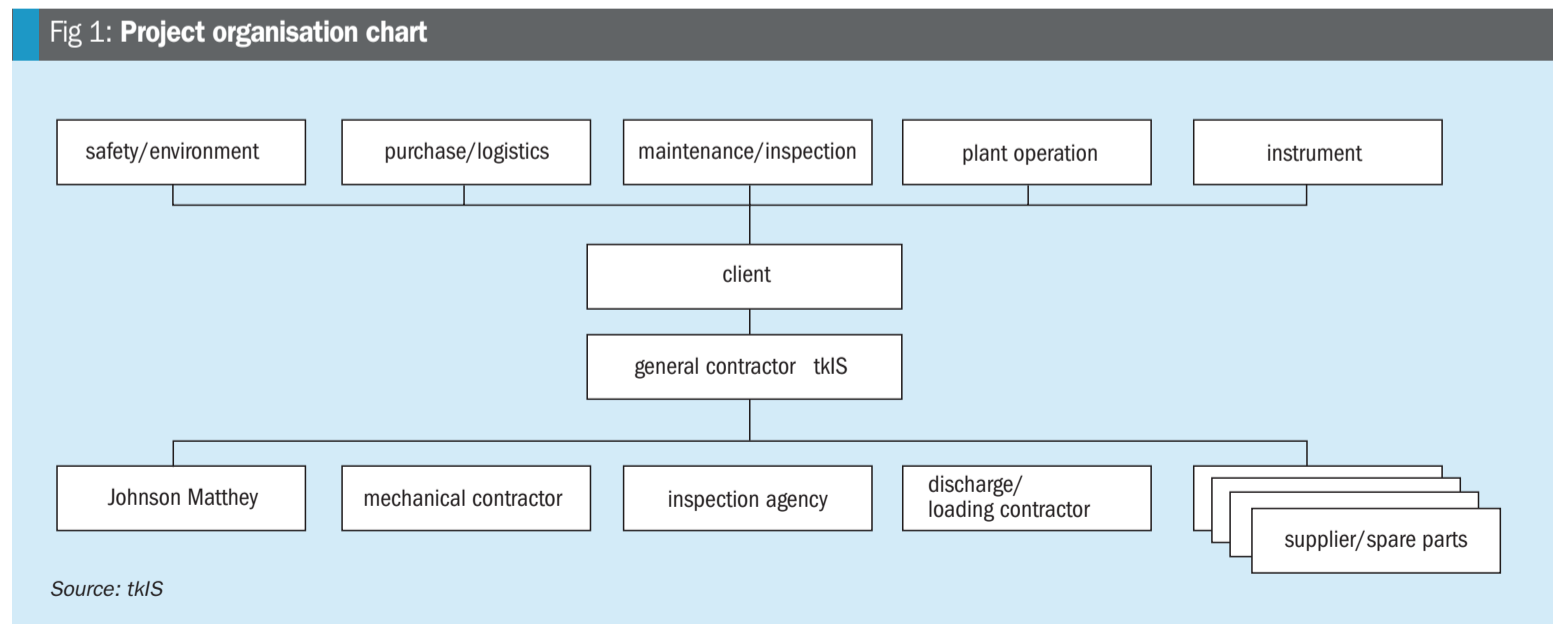 Fig 1: Project organisation chart
safety/environment
purchase/logistics
maintenance/inspection
plant operation
instrument
client
general contractor tkIS
Johnson Matthey
mechanical contractor
inspection agency
discharge/
loading contractor
supplier/spare parts
Source: tkIS